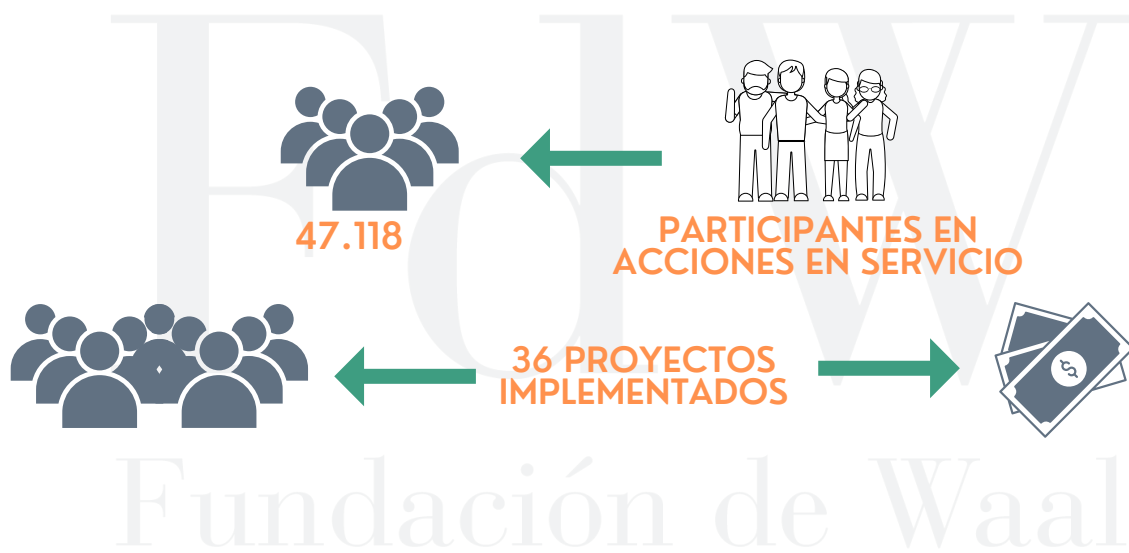 FdW
47.118
PARTICIPANTES EN
ACCIONES EN SERVICIO
36 PROYECTOS
IMPLEMENTADOS
Fundación de Waal